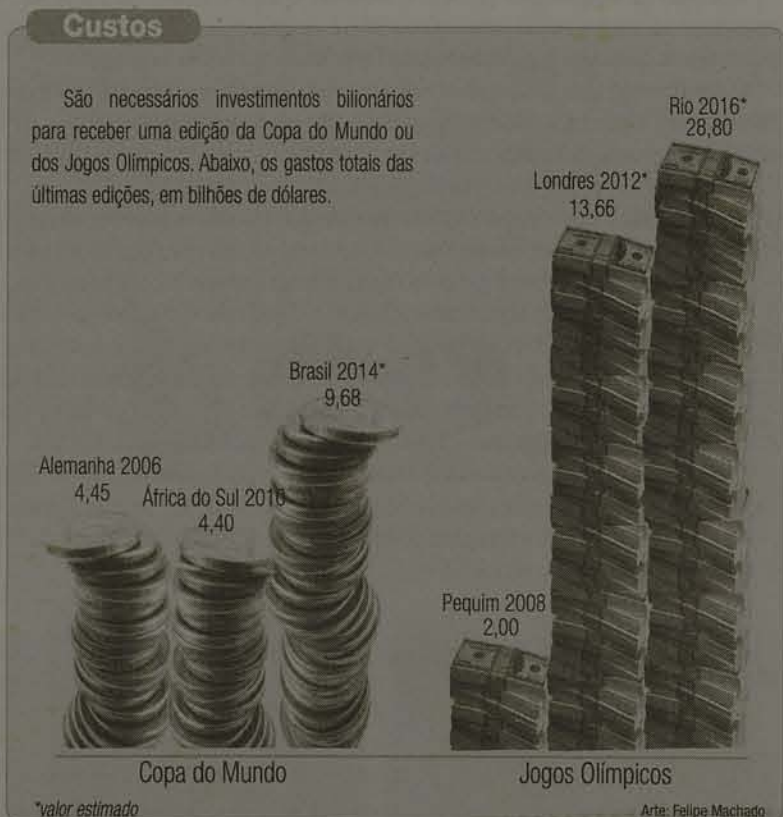 Custos
São necessários investimentos bilionários
para receber uma edição da Copa do Mundo ou
dos Jogos Olímpicos. Abaixo, os gastos totais das
últimas edições, em bilhões de dólares.
Alemanha 2006
4,45
África do Sul 2010
4,40
Brasil 2014*
9,68
Pequim 2008
2,00
Londres 2012*
13,66
Rio 2016*
28,80
Copa do Mundo
Jogos Olímpicos
*valor estimado
Arte: Felipe Machado